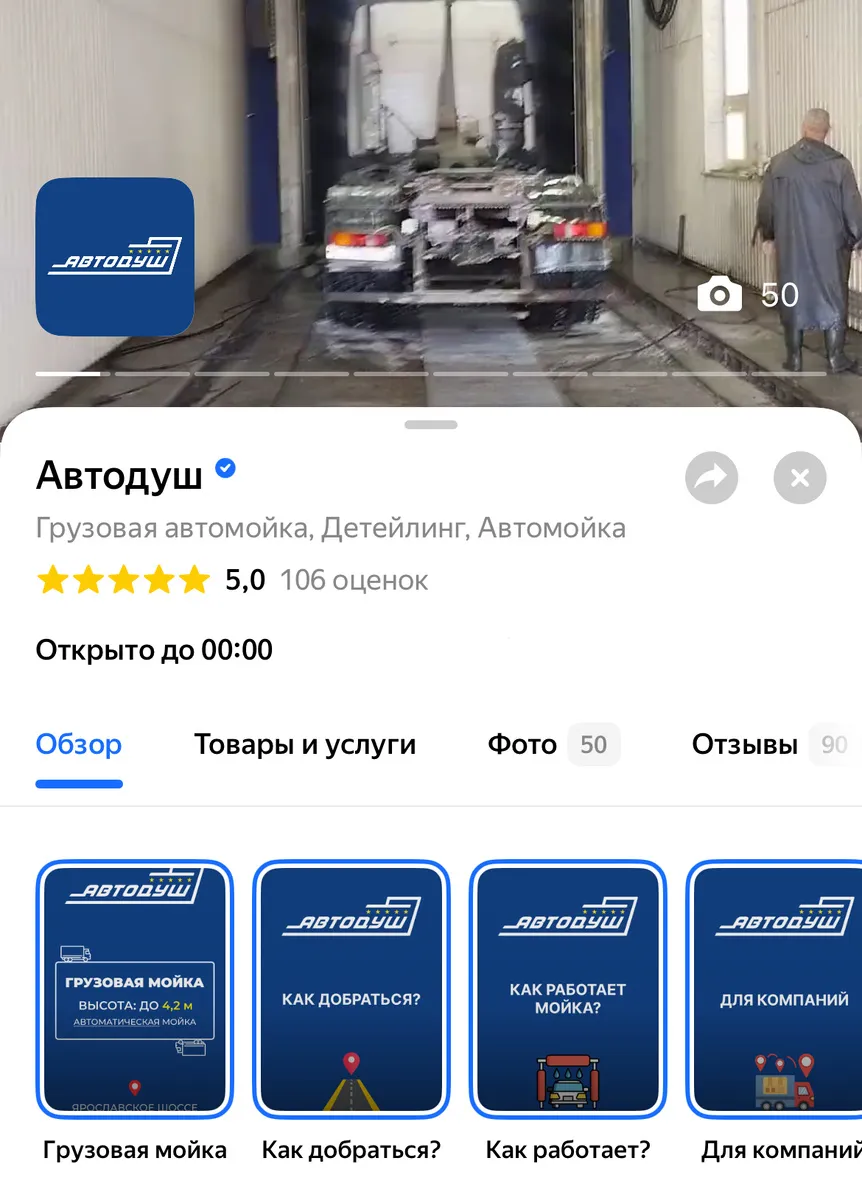 АВТОДУШ
50
Автодуш
Грузовая автомойка, Детейлинг, Автомойка
5,0 106 оценок
Открыто до 00:00
Обзор Товары и услуги Фото 50 Отзывы 90
АВТОДУШ
ГРУЗОВАЯ МОЙКА
ВЫСОТА: ДО 4,2 м
АВТОМАТИЧЕСКАЯ МОЙКА
ЯРОСЛАВСКОЕ ШОССЕ
АВТОДУШ
КАК ДОБРАТЬСЯ?
АВТОДУШ
КАК РАБОТАЕТ
МОЙКА?
АВТОДУШ
ДЛЯ КОМПАНИЙ
Грузовая мойка Как добраться? Как работает? Для компаний